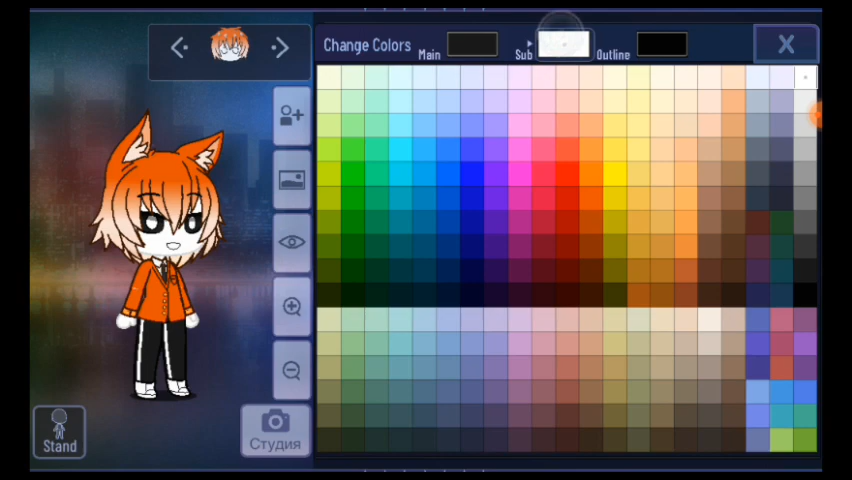 Change Colors
Main
Sub
Outline
X
Stand
Студия